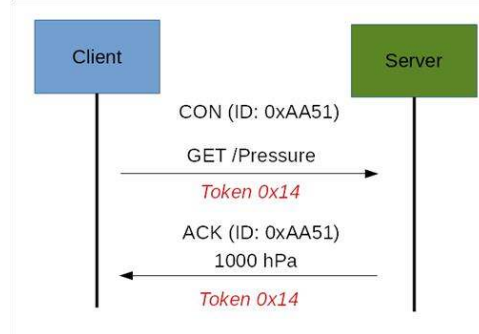 Client
Server
CON (ID: 0xAA51)
GET /Pressure
Token 0x14
ACK (ID: 0xAA51)
1000 hPa
Token 0x14